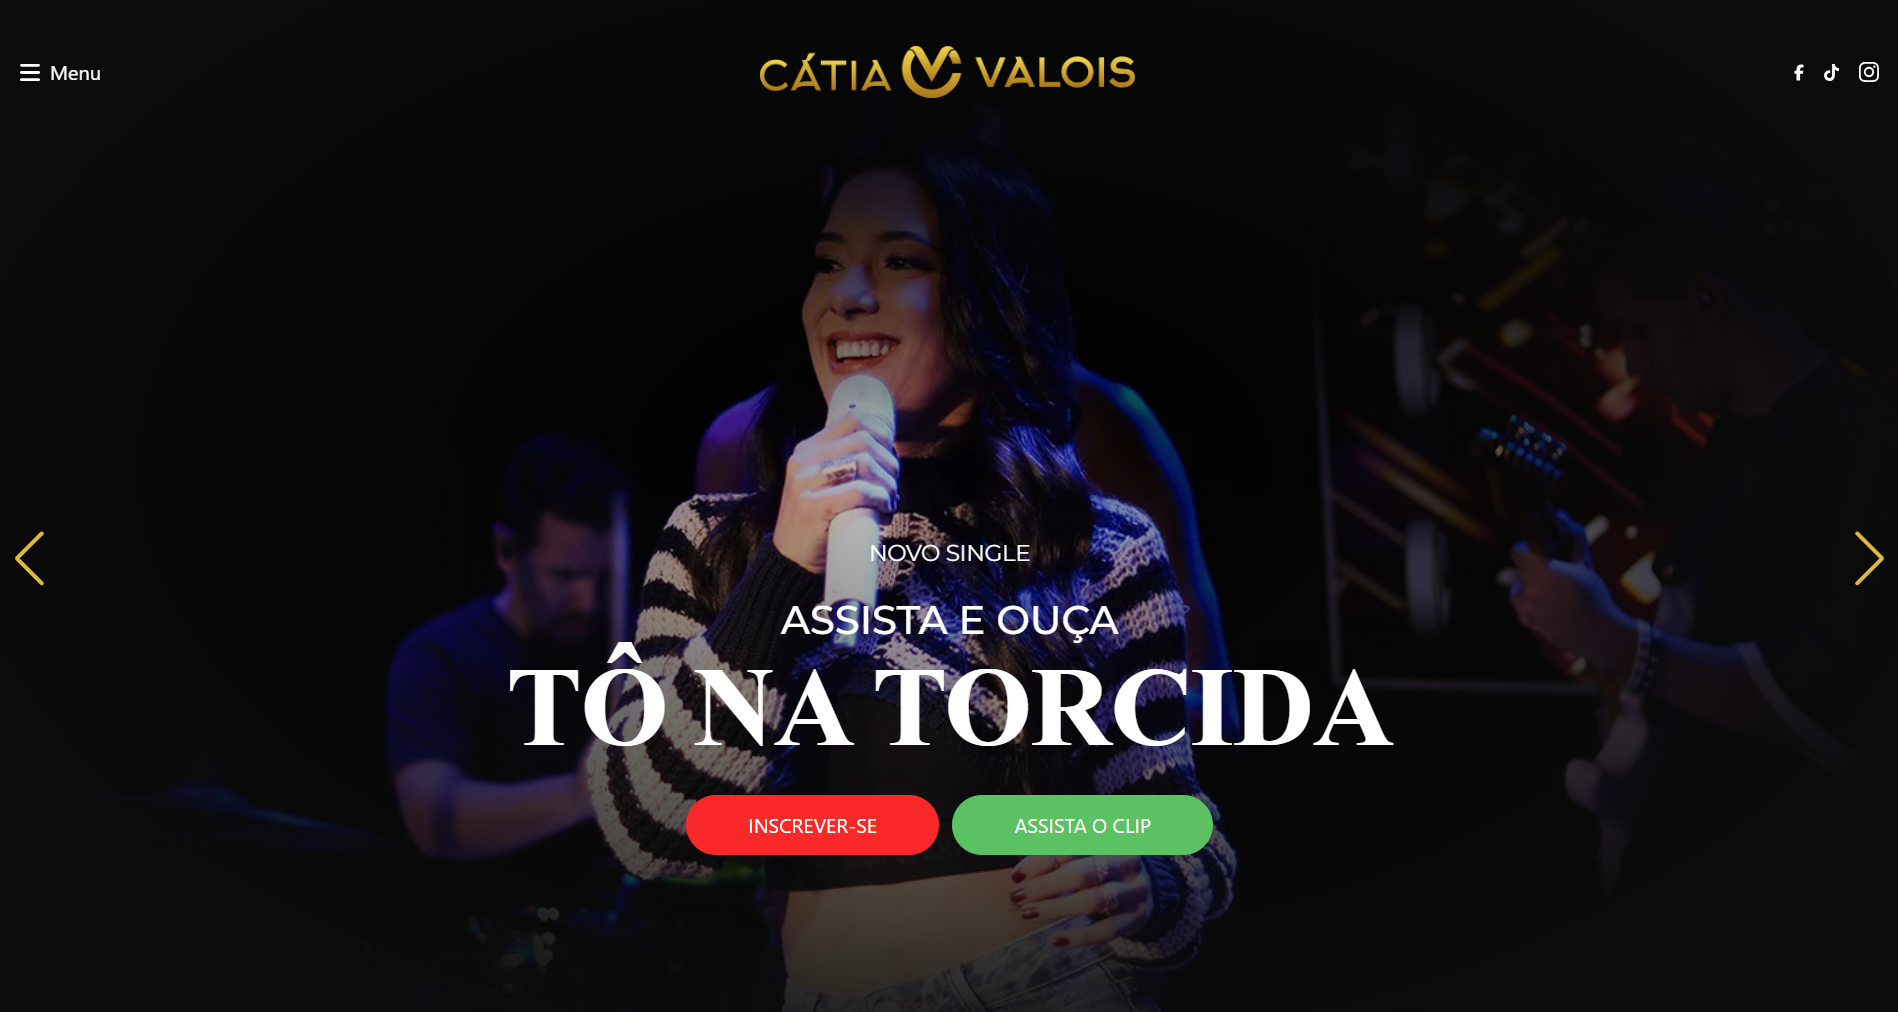 Menu
CÁTIA VALOIS
NOVO SINGLE
ASSISTA E OUÇA
TÔ NA TORCIDA
INSCREVER-SE
ASSISTA O CLIP